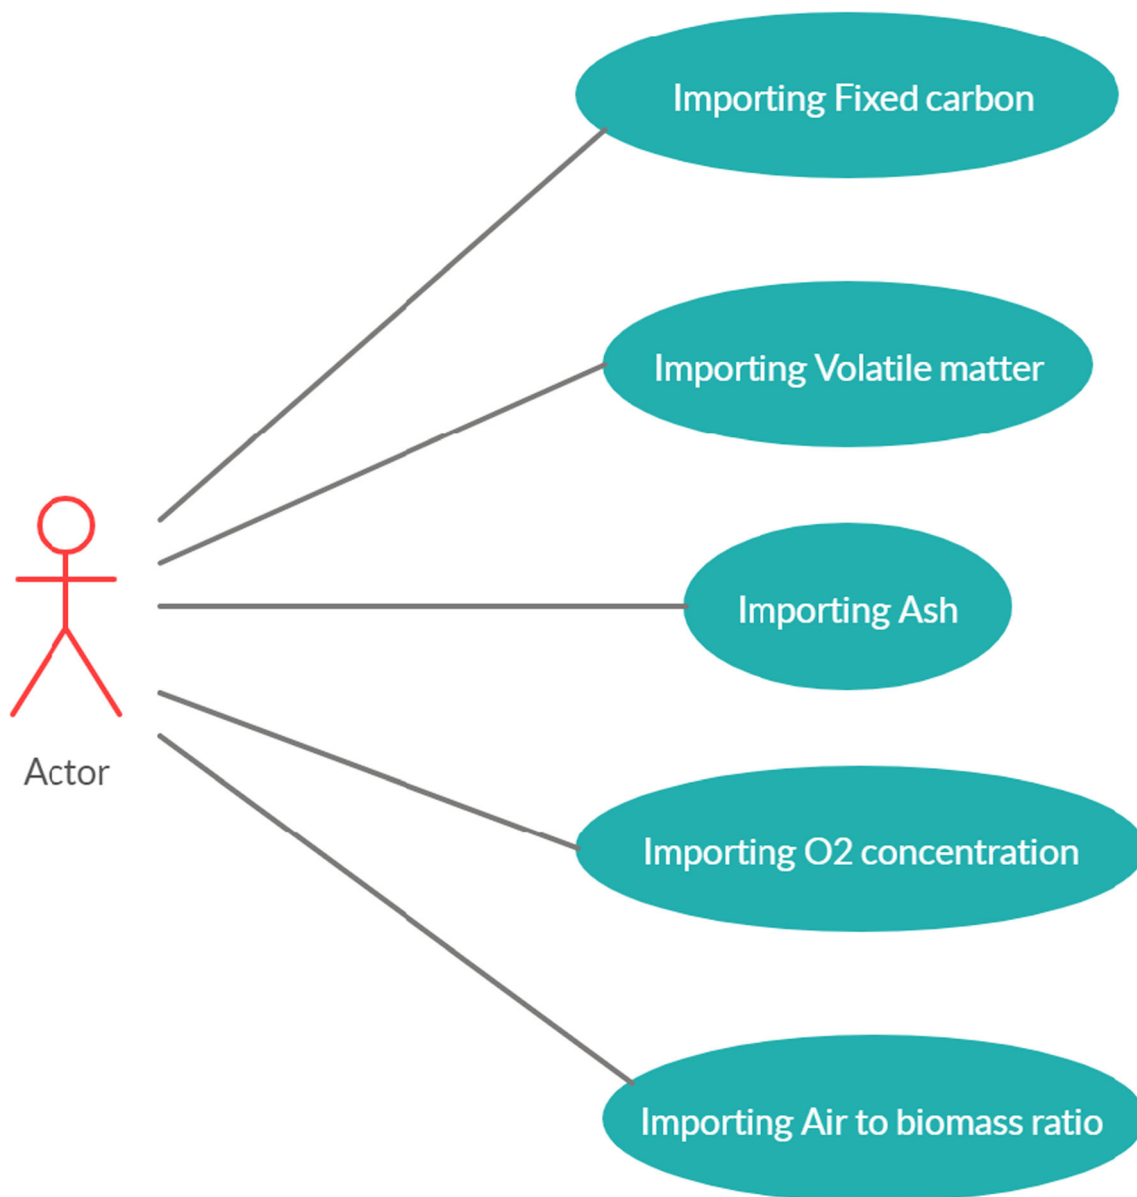 Importing Fixed carbon
Importing Volatile matter
Importing Ash
Actor
Importing O2 concentration
Importing Air to biomass ratio